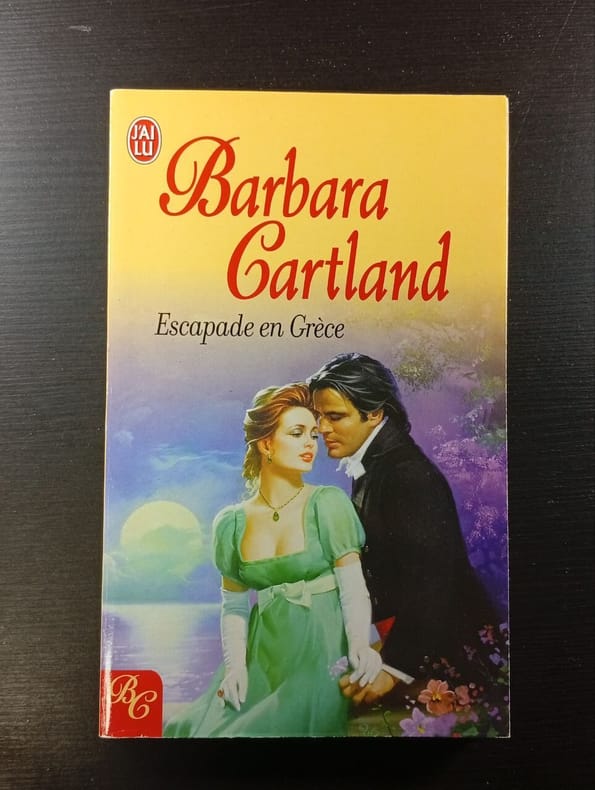 J'AI
LU
Barbara
Cartland
Escapade en Grèce
BC